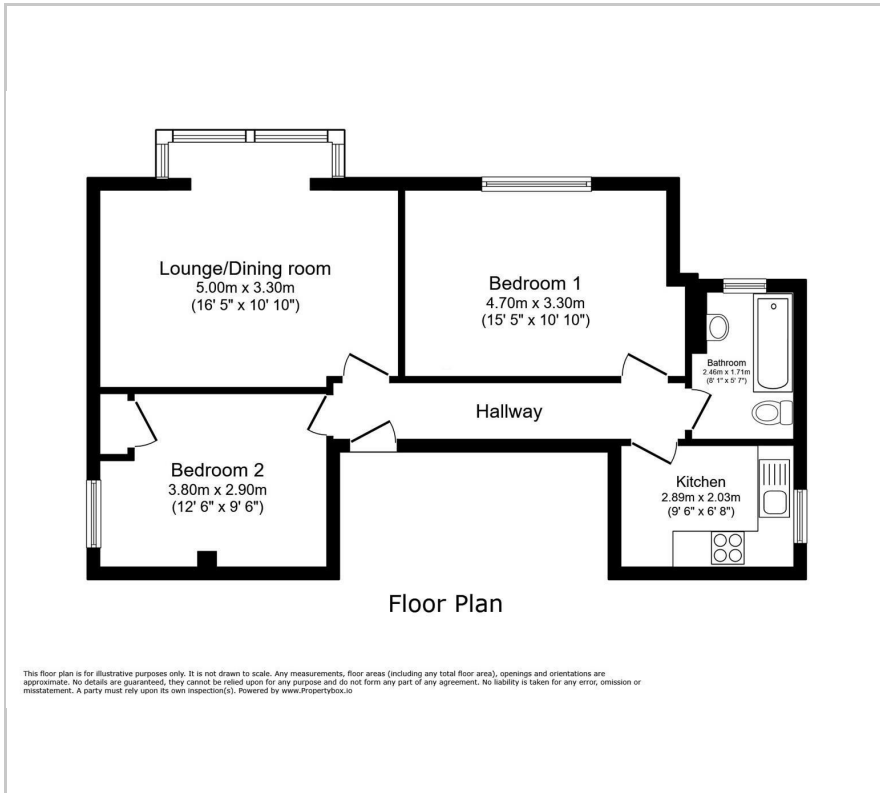 Lounge/Dining room
5.00m x 3.30m
(16' 5" x 10' 10")
Bedroom 1
4.70m x 3.30m
(15' 5" x 10' 10")
Bathroom
2.46m x 1.71m
(8' 1" x 5' 7")
Hallway
Bedroom 2
3.80m x 2.90m
(12' 6" x 9' 6")
Kitchen
2.89m x 2.03m
(9' 6" x 6' 8")
Floor Plan
This floor plan is for illustrative purposes only. It is not drawn to scale. Any measurements, floor areas (including any total floor area), openings and orientations are
approximate. No details are guaranteed, they cannot be relied upon for any purpose and do not form any part of any agreement. No liability is taken for any error, omission or
misstatement. A party must rely upon its own inspection(s). Powered by www.Propertybox.io